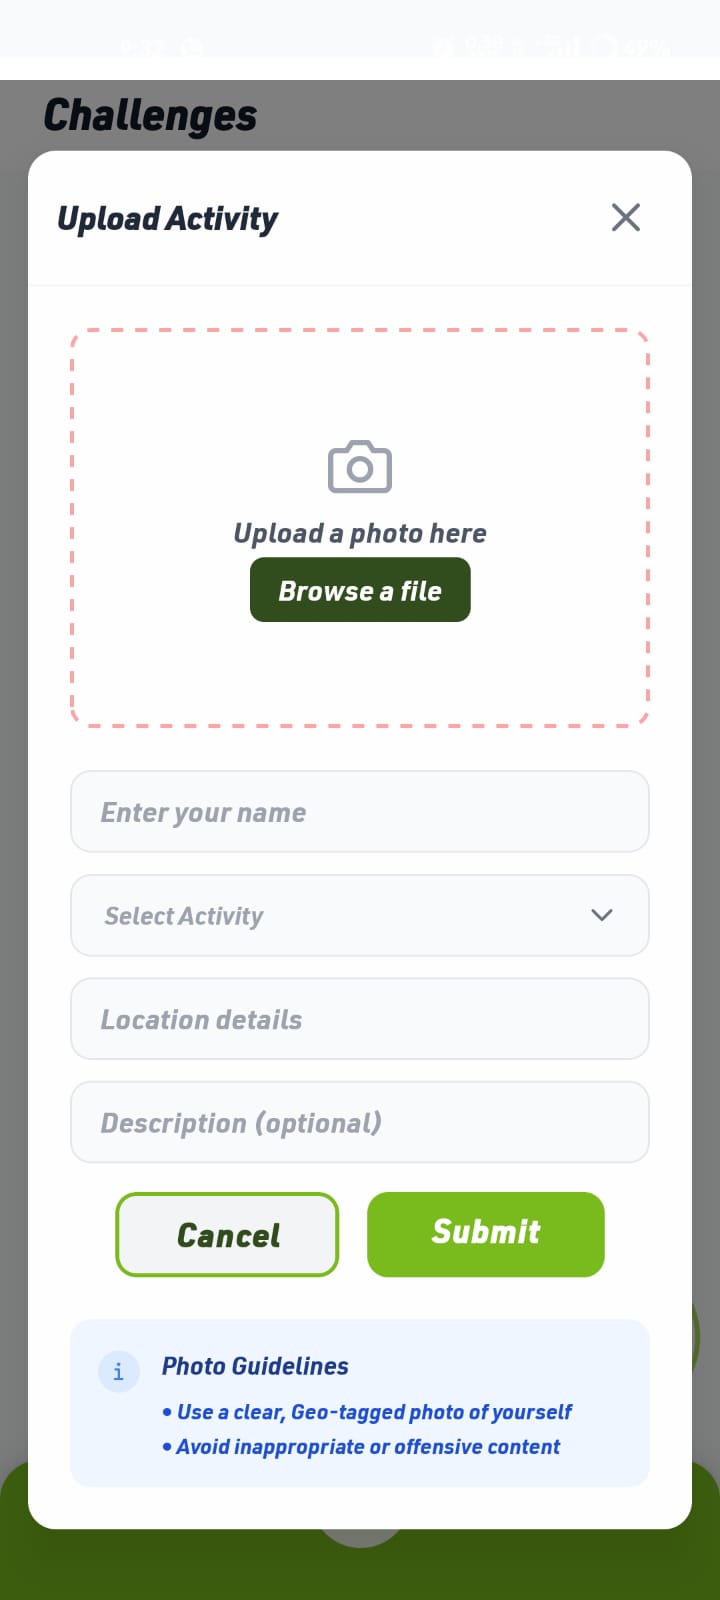 Challenges
Upload Activity
Upload a photo here
Browse a file
Enter your name
Select Activity
Location details
Description (optional)
Cancel
Submit
i
Photo Guidelines
• Use a clear, Geo-tagged photo of yourself
• Avoid inappropriate or offensive content